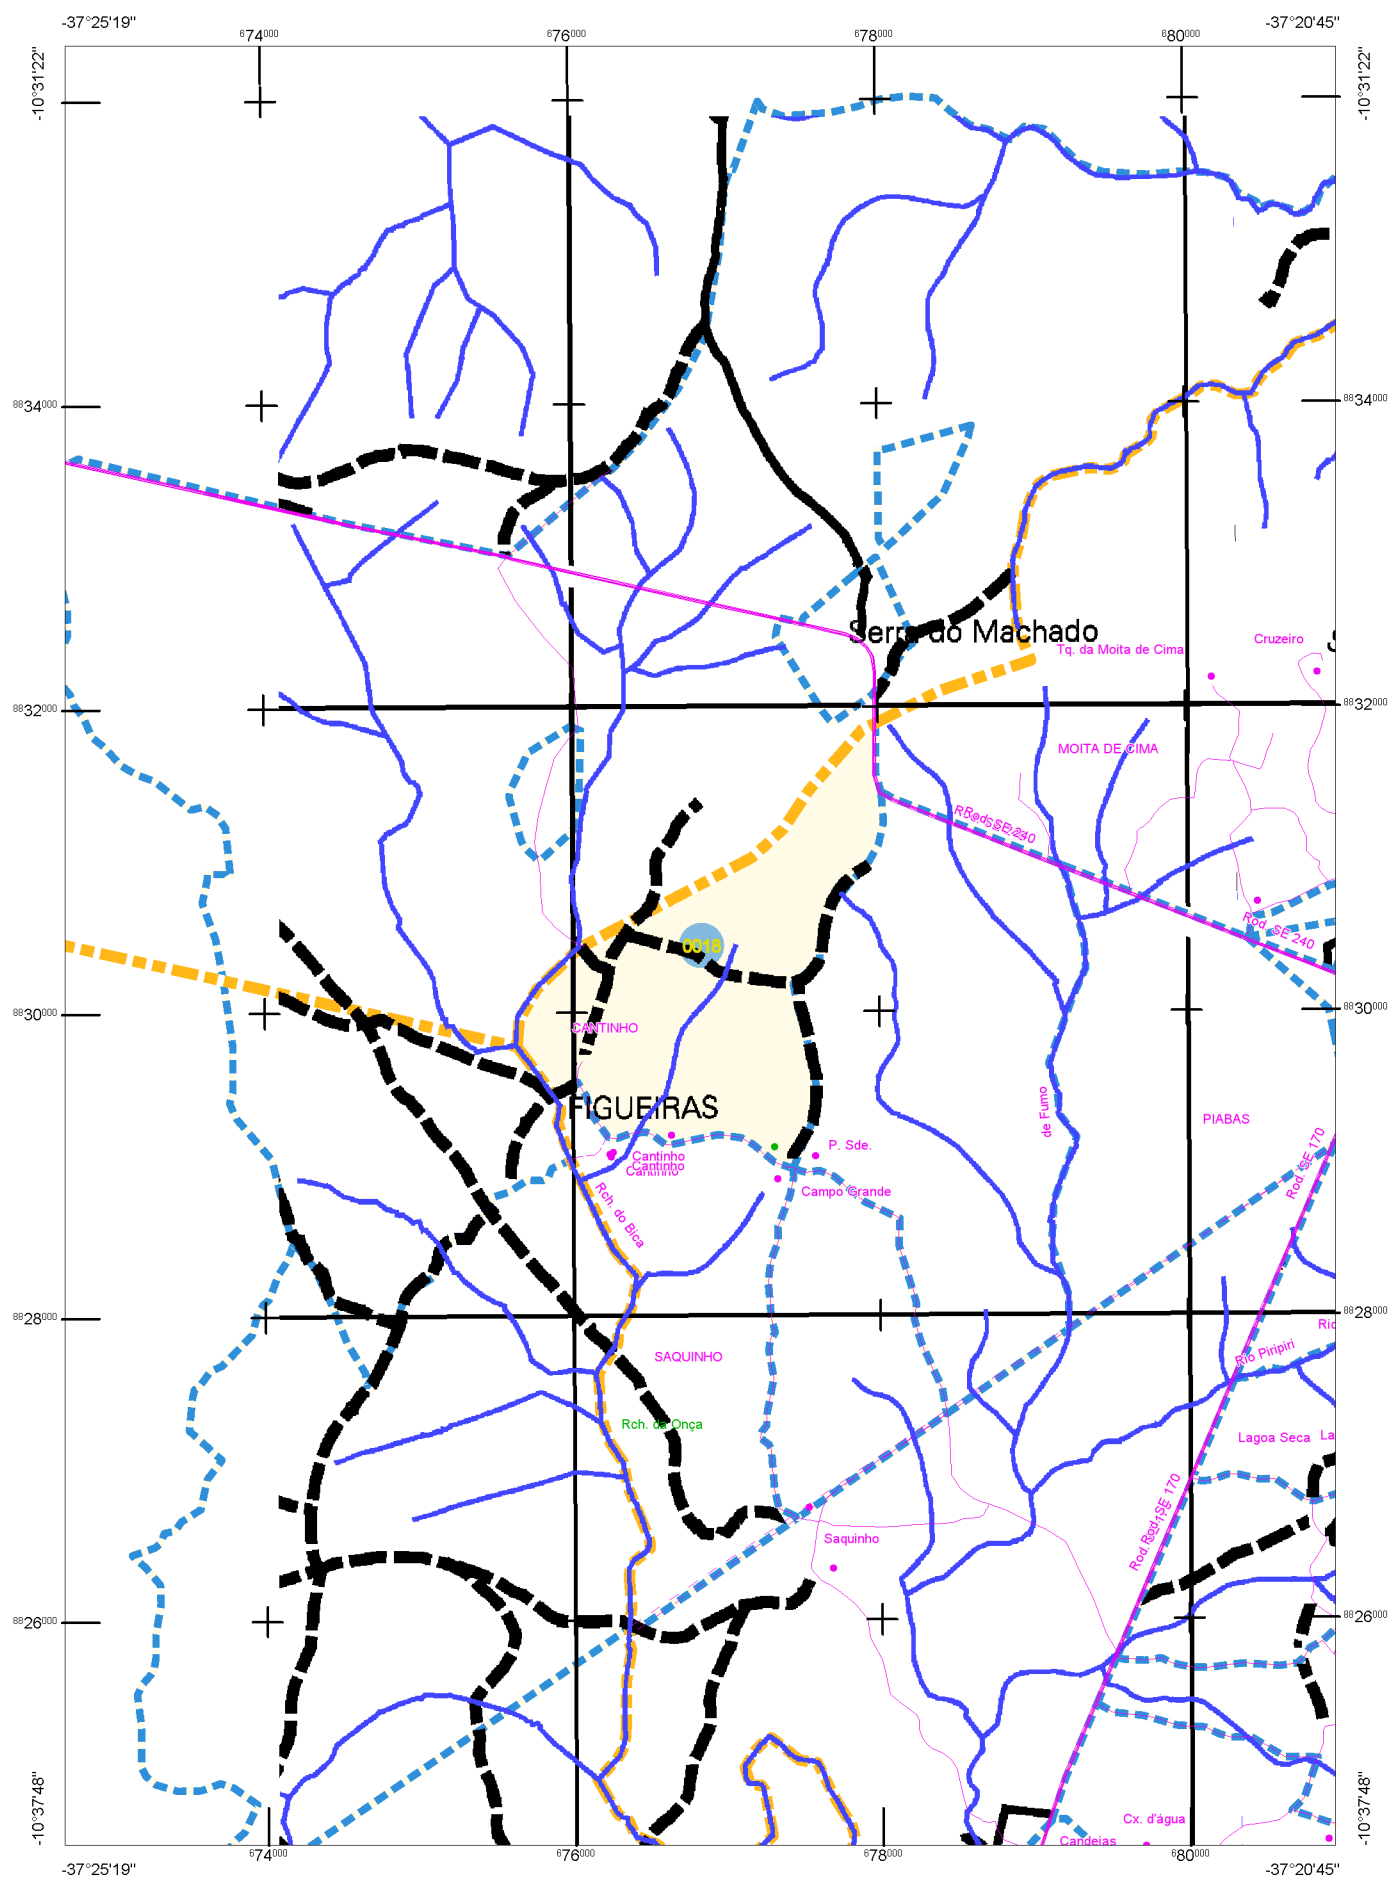 -37°25'19"
-37°20'45"
674000
676000
678000
680000
-10°31'22"
-10°31'22"
8834000
8834000
Serra do Machado
Cruzeiro
Tq. da Moita de Cima
8832000
8832000
MOITA DE CIMA
Rod. SE 240
Rod. SE 240
0018
8830000
8830000
CANTINHO
FIGUEIRAS
de Fumo
PIABAS
Rod. SE 170
P. Sde.
Cantinho
Cantinho
Cantinho
Campo Grande
Rch. do Bica
8828000
8828000
Ric
Rio Piripiri
SAQUINHO
Rch. da Onça
Lagoa Seca
La
Rod. SE 170
Saquinho
8826000
8826000
-10°37'48"
-10°37'48"
Cx. d'água
Candeias
674000
676000
678000
680000
-37°25'19"
-37°20'45"